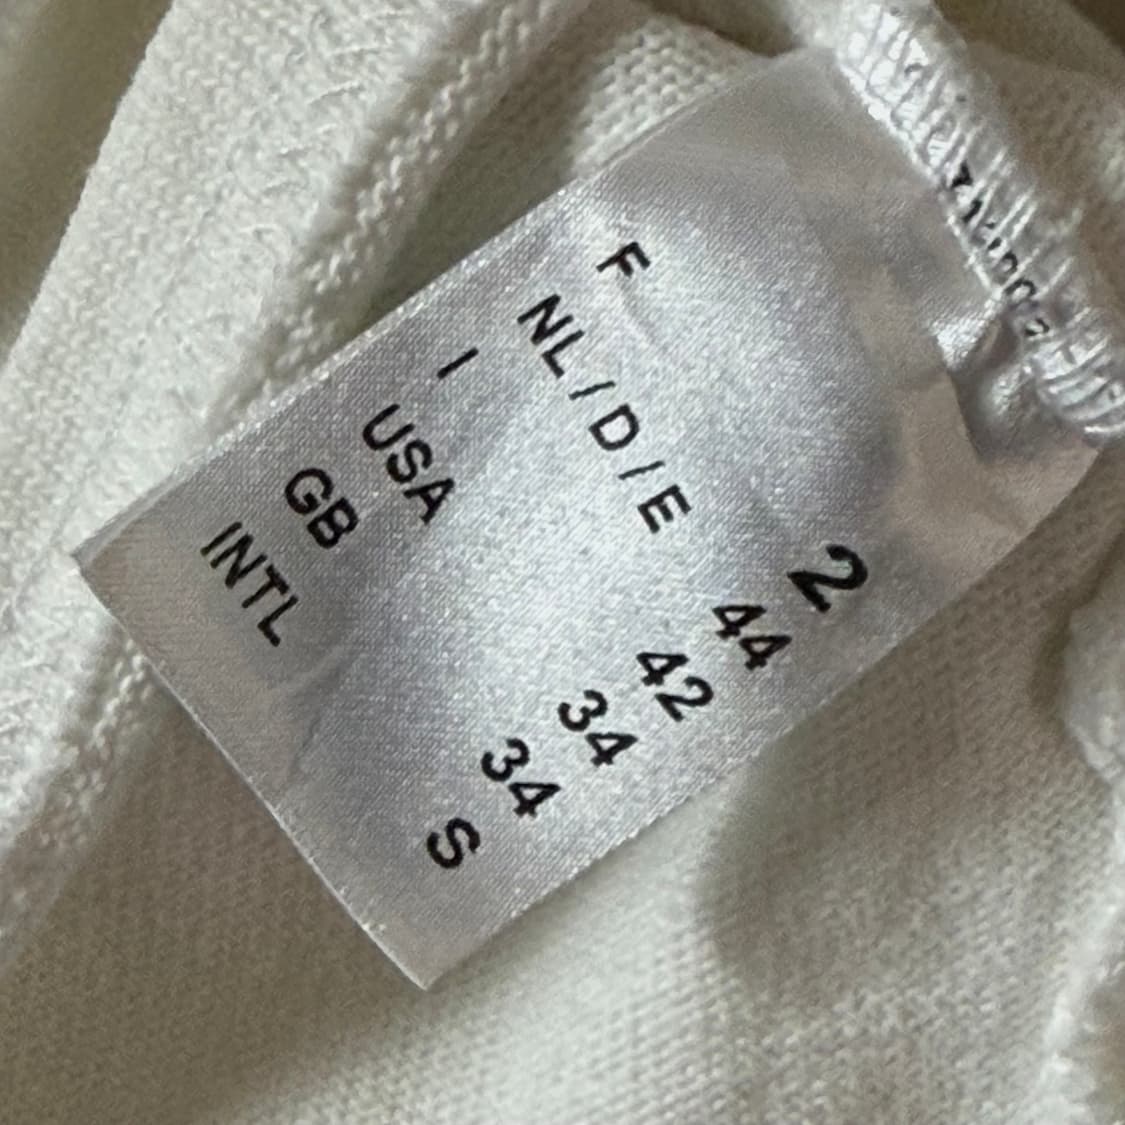 F 2
NL/D/E 44
I 42
USA 34
GB 34
INTL S